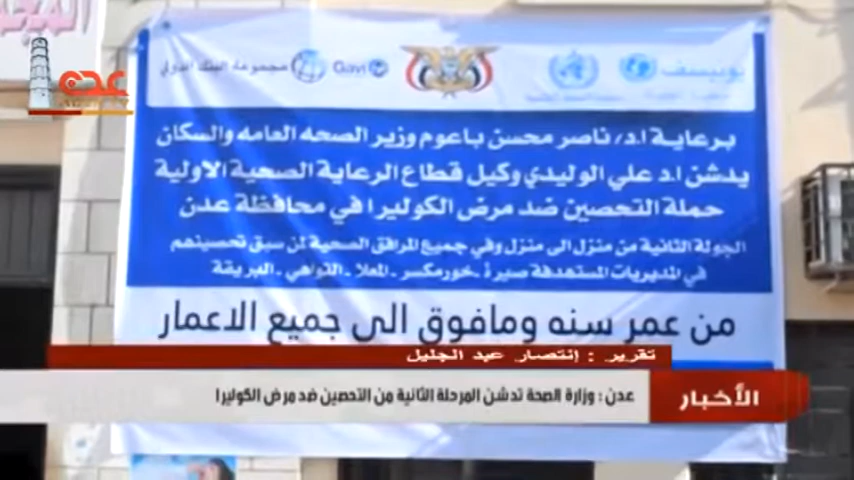 عدن
يونيسف
Gavi
مجموعة البنك الدولي
برعاية ا.د/ ناصر محسن باعوم وزير الصحه العامه والسكان
يدشن ا.د علي الوليدي وكيل قطاع الرعاية الصحية الاولية
حملة التحصين ضد مرض الكوليرا في محافظة عدن
الجولة الثانية من منزل الى منزل وفي جميع المرافق الصحية لمن سبق تحصينهم
في المديريات المستهدفة صيرة - خورمكسر - المعلا - التواهي - البريقة
من عمر سنه ومافوق الى جميع الاعمار
تقرير : إنتصار عبد الجليل
الأخبار
عدن : وزارة الصحة تدشن المرحلة الثانية من التحصين ضد مرض الكوليرا